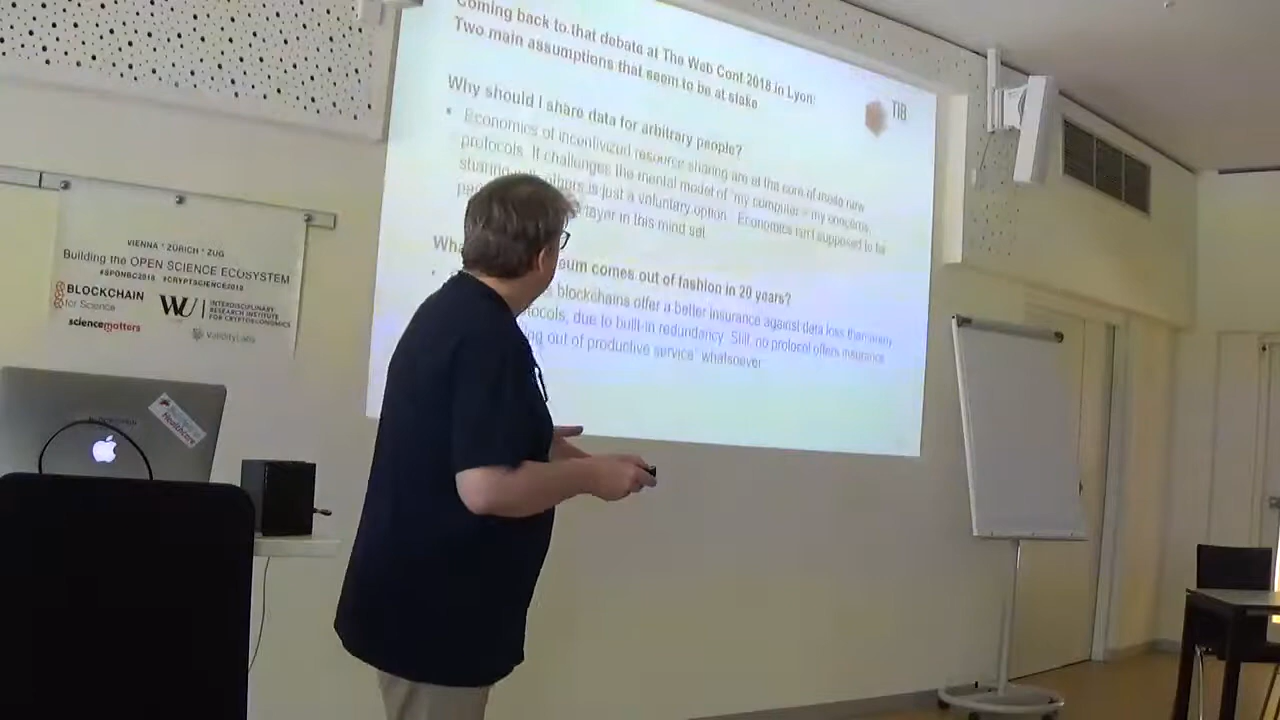 Coming back to that debate at The Web Conf 2018 in Lyon:
Two main assumptions that seem to be at stake
TIB
Why should I share data for arbitrary people?
Economics of incentivized resource sharing are at the core of
new
protocols. It challenges the mental model of "my computer = my concerns,
sharing others is just a voluntary option". Economics isn't supposed to be
layer in this mind set.
eum comes out of fashion in 20 years?
blockchains offer a better insurance against data loss than
tocols, due to built-in redundancy. Still, no protocol offers insurance
out of productive service" whatsoever
VIENNA * ZÜRICH * ZUG
Building the OPEN SCIENCE ECOSYSTEM
#SPONBC2018 #CRYPTSCIENCE2018
BLOCKCHAIN
for Science
WU
INTERDISCIPLINARY
RESEARCH INSTITUTE
FOR CRYPTOECONOMICS
sciencematters
ValidityLabs
Healthcare